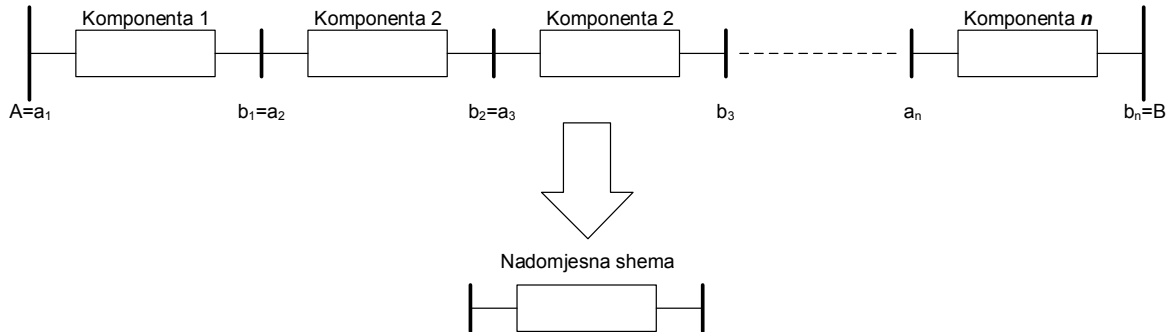 Komponenta 1 Komponenta 2 Komponenta 2 Komponenta n
A=a₁ b₁=a₂ b₂=a₃ b₃ aₙ bₙ=B
Nadomjesna shema